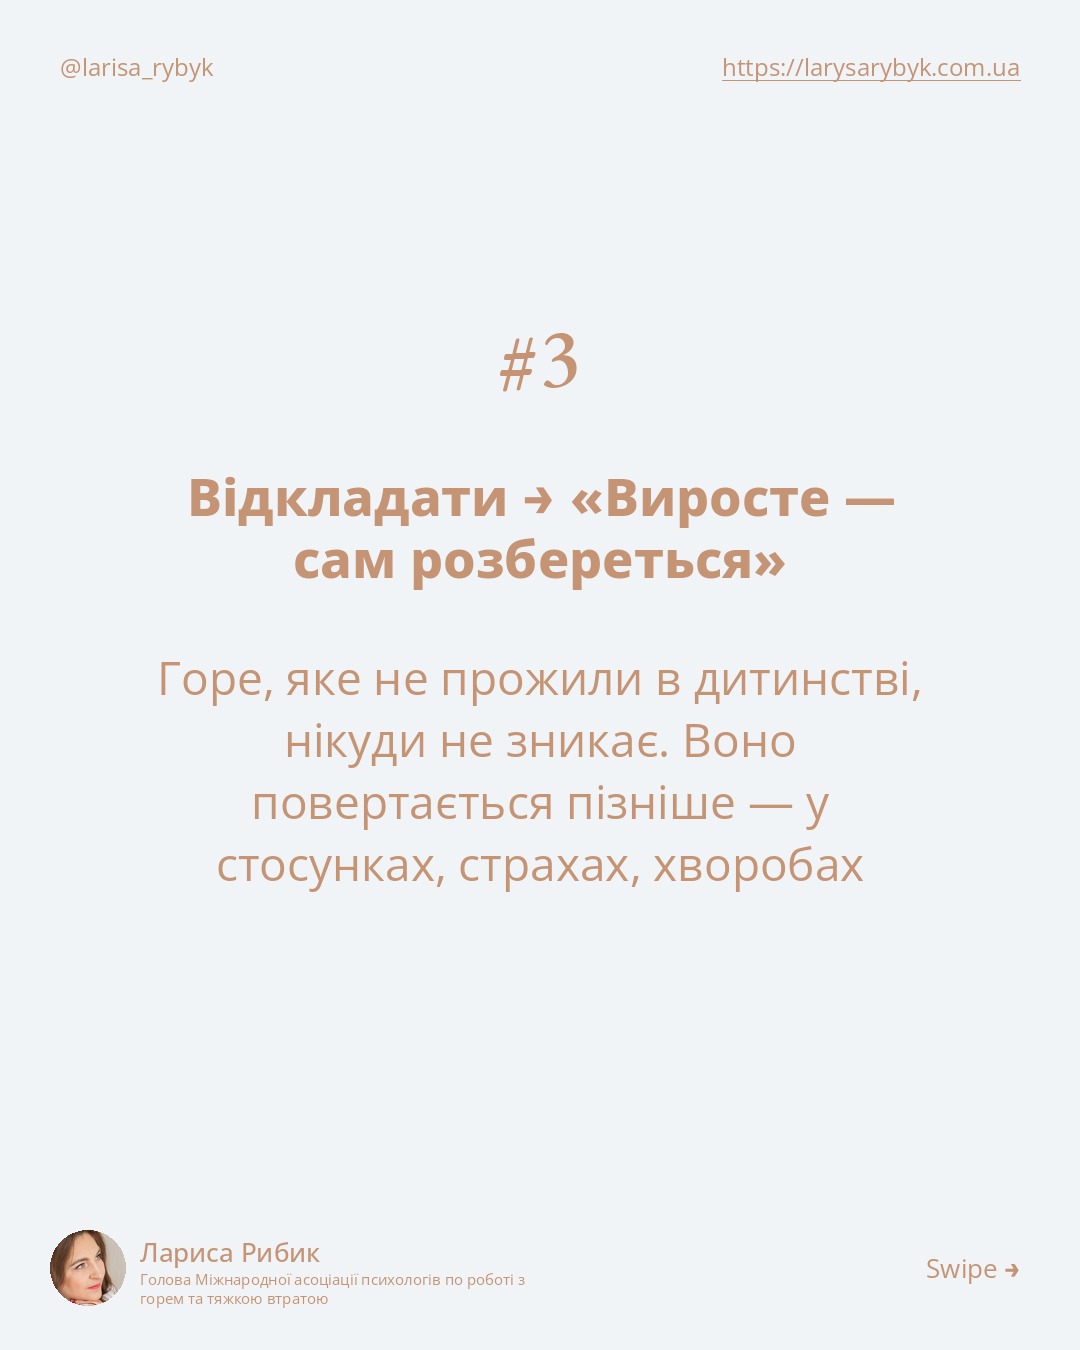 @larisa_rybyk
https://larysarybyk.com.ua
#3
Відкладати → «Виросте —
сам розбереться»
Горе, яке не прожили в дитинстві,
нікуди не зникає. Воно
повертається пізніше — у
стосунках, страхах, хворобах
Лариса Рибик
Голова Міжнародної асоціації психологів по роботі з
горем та тяжкою втратою
Swipe →